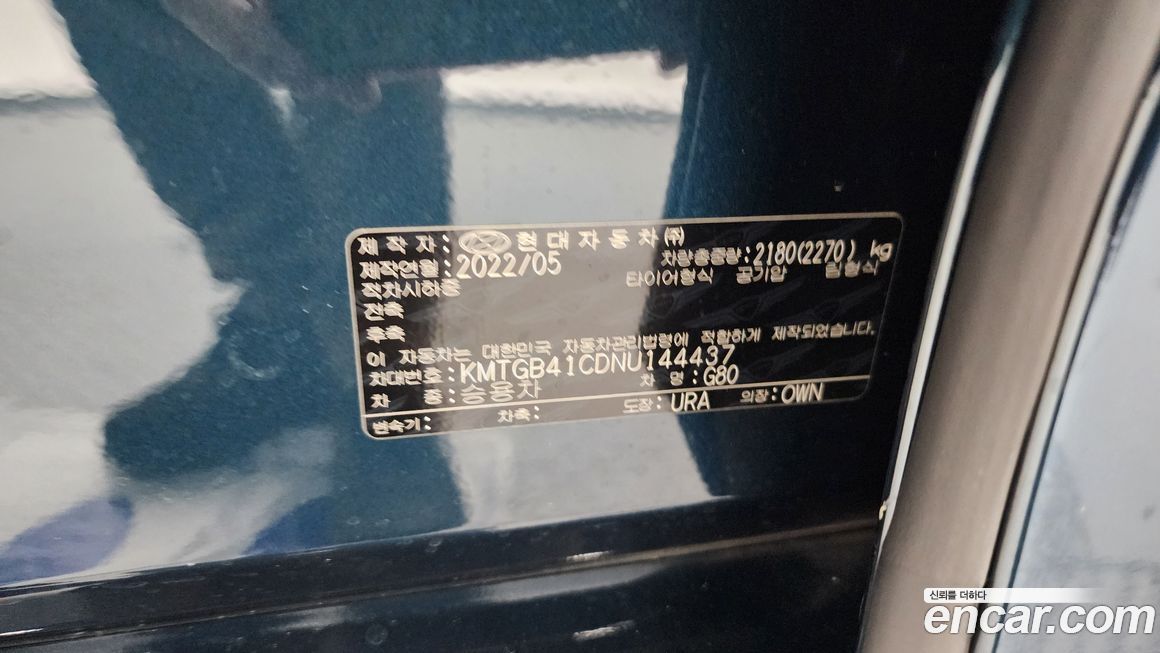 제작자: 현대자동차(주)
제작연월: 2022/05 차량총중량: 2180(2270) kg
적차시하중 타이어형식 공기압 림형식
전축
후축
이 자동차는 대한민국 자동차관리법령에 적합하게 제작되었습니다.
차대번호: KMTGB41CDNU144437
차 종: 승용차 차 명: G80
변속기: 차축: 도장: URA 의장: OWN
신뢰를 더하다
encar.com